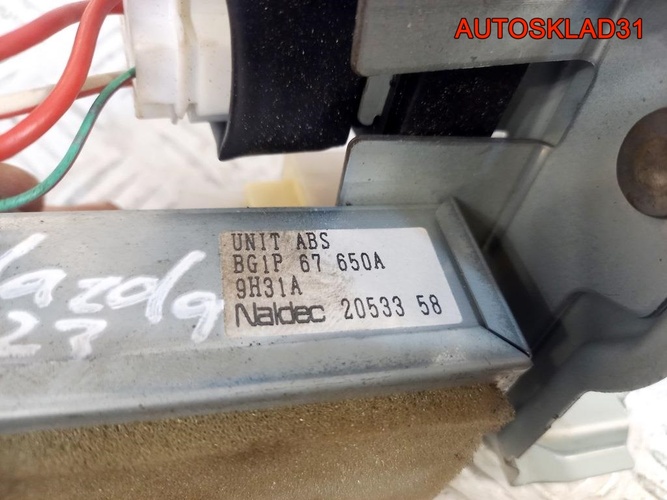 AUTOSKLAD31
UNIT ABS
BG1P 67 650A
9H31A
Naldec 20533 58